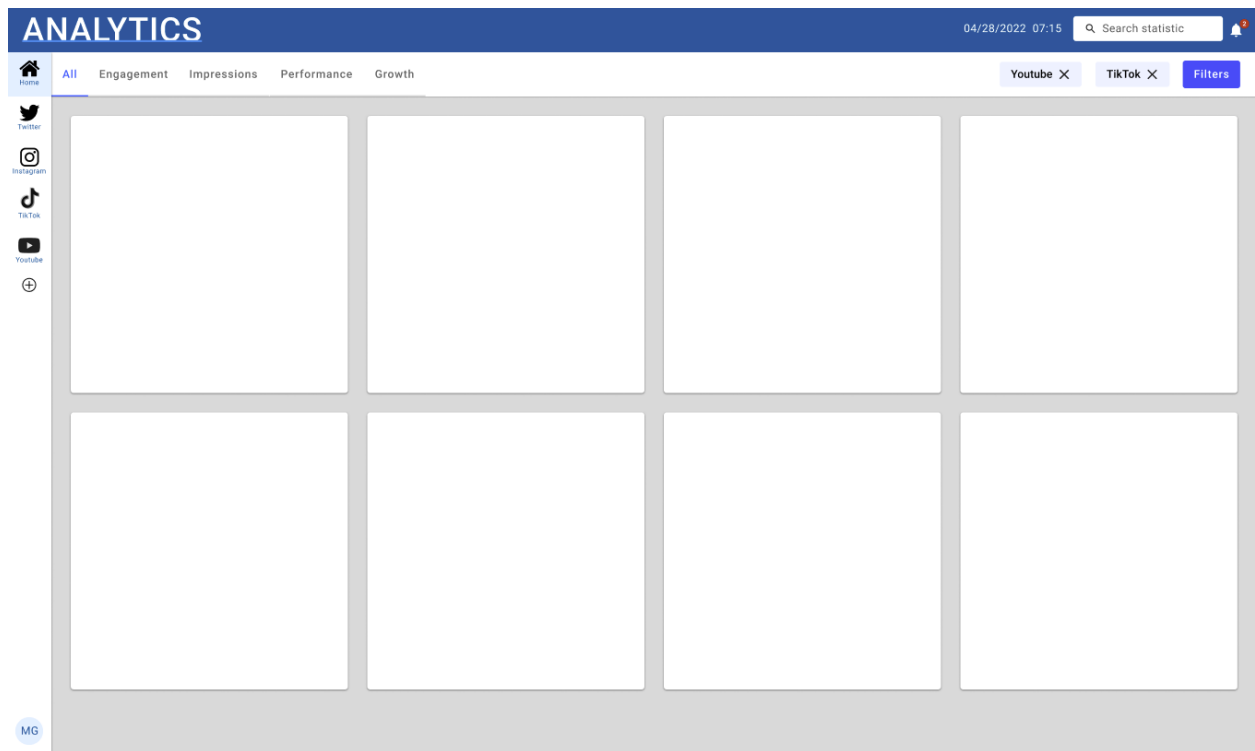 ANALYTICS
04/28/2022 07:15
Search statistic
2
Home
All
Engagement
Impressions
Performance
Growth
Youtube
TikTok
Filters
Twitter
Instagram
TikTok
Youtube
MG